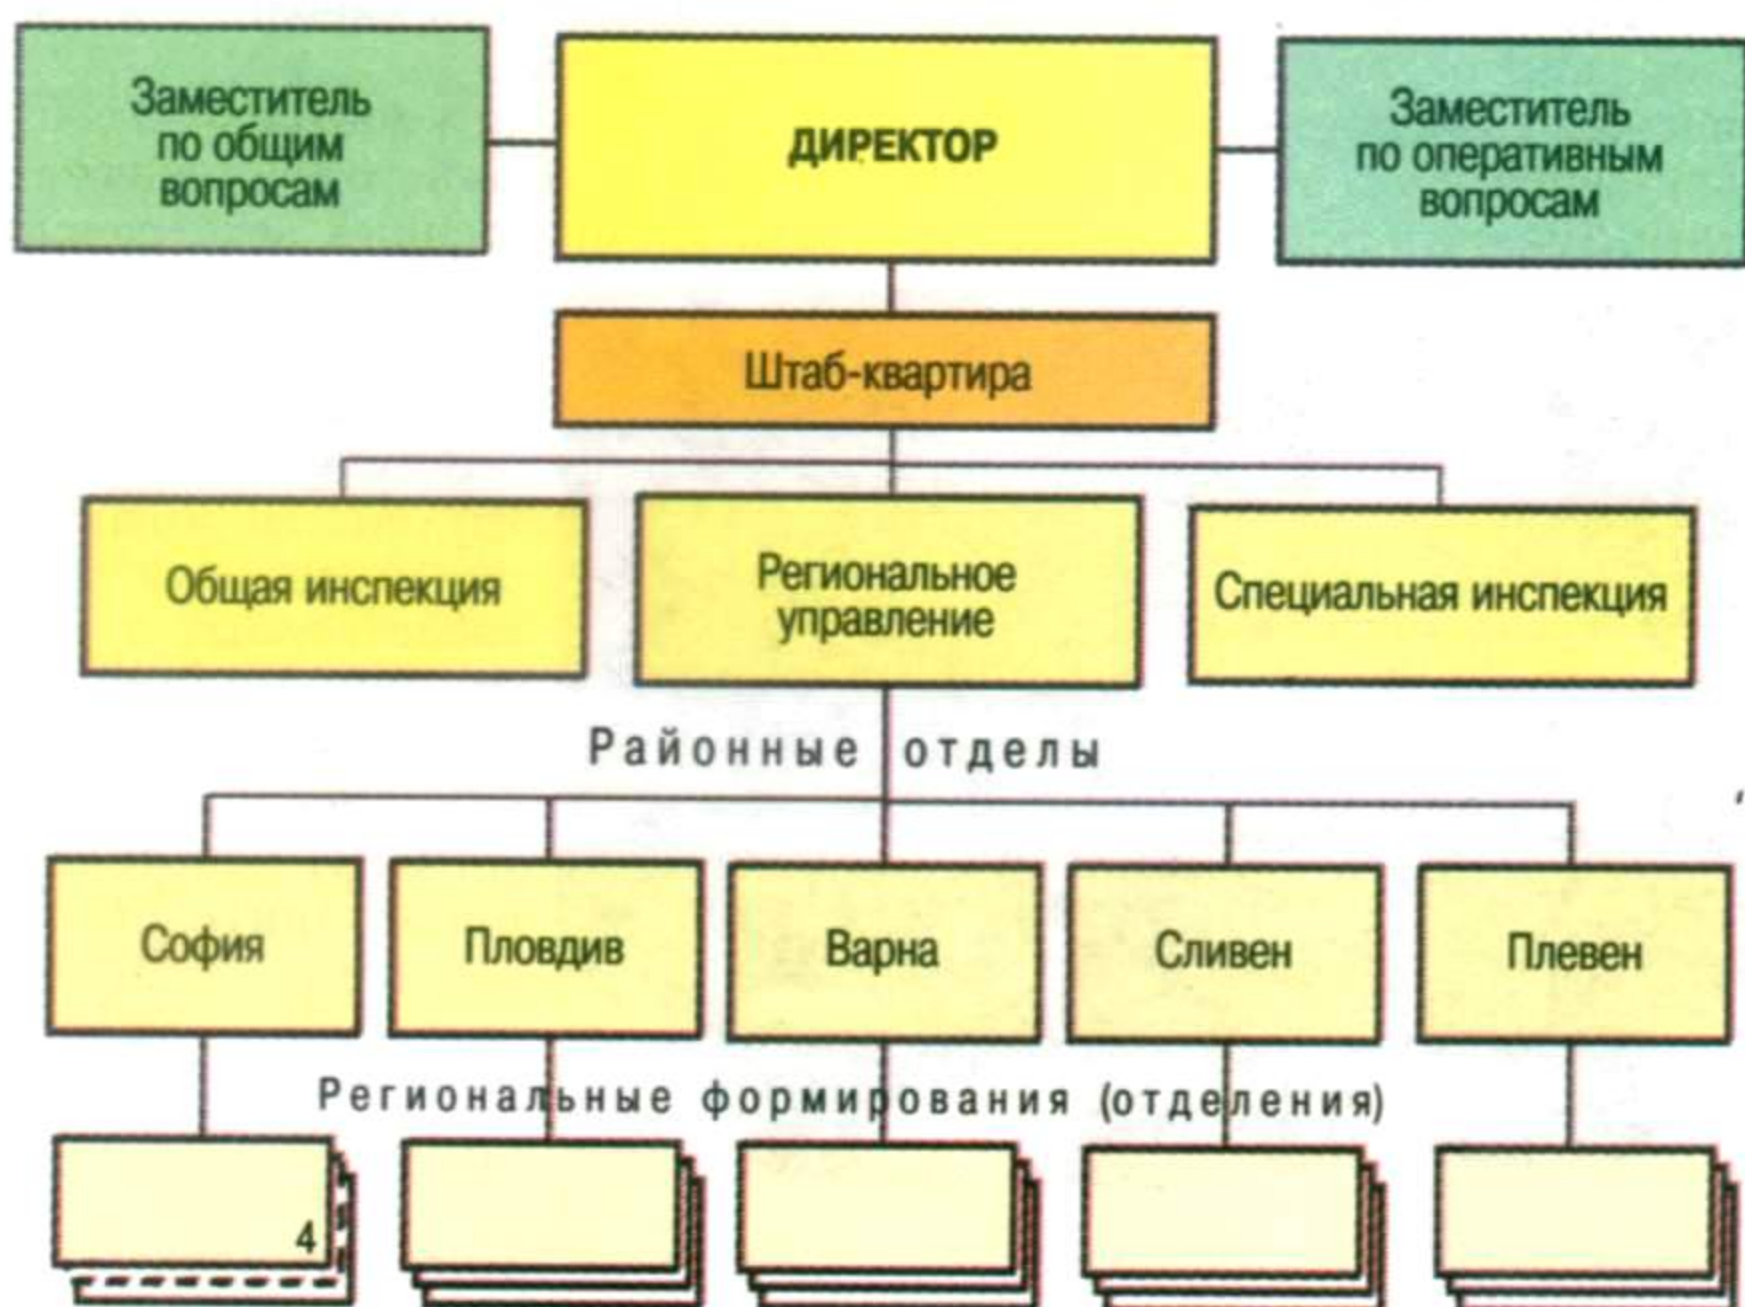 Заместитель
по общим
вопросам
ДИРЕКТОР
Заместитель
по оперативным
вопросам
Штаб-квартира
Общая инспекция
Региональное
управление
Специальная инспекция
Районные отделы
София
Пловдив
Варна
Сливен
Плевен
Региональные формирования (отделения)
4